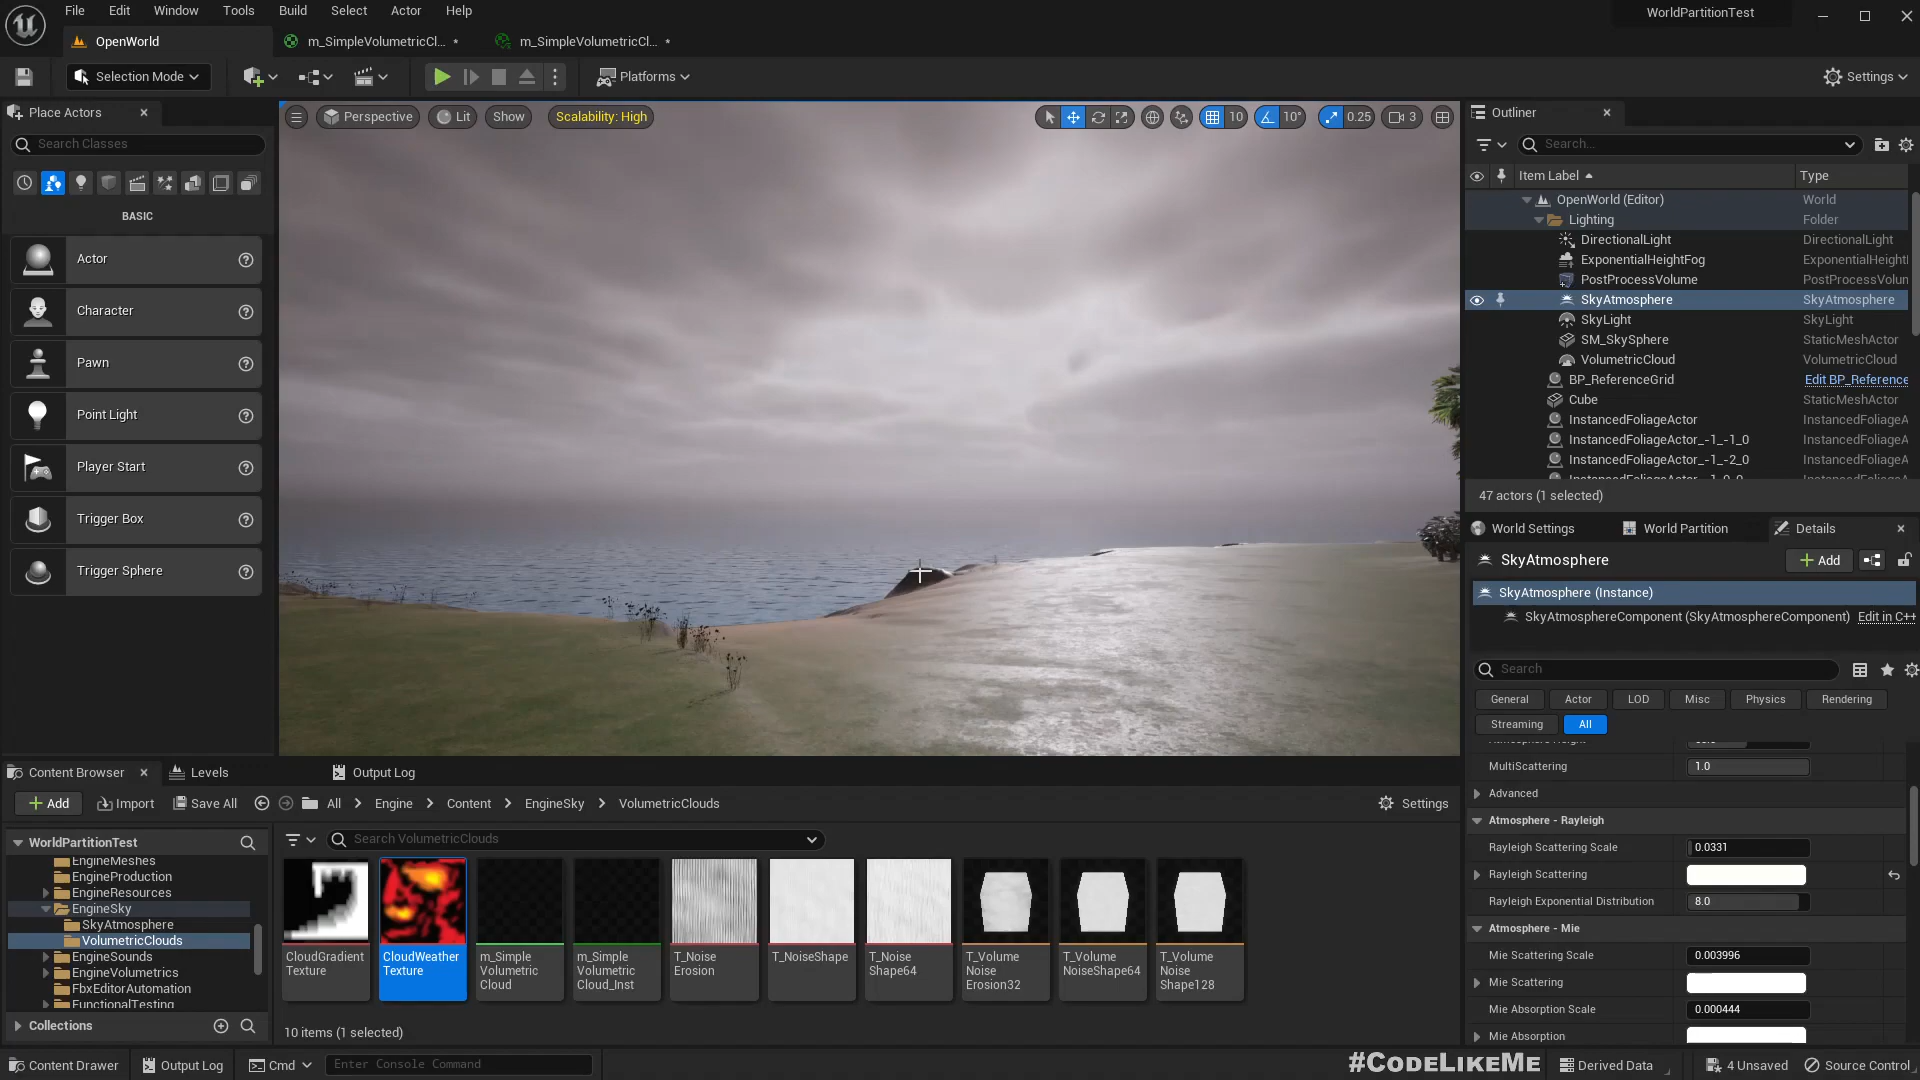 File Edit Window Tools Build Select Actor Help
WorldPartitionTest
OpenWorld
m_SimpleVolumetricCl... •
m_SimpleVolumetricCl... •
Selection Mode
Platforms
Settings
Place Actors
Search Classes
BASIC
Actor
Character
Pawn
Point Light
Player Start
Trigger Box
Trigger Sphere
Perspective
Lit
Show
Scalability: High
10
10°
0.25
3
Outliner
Search...
Item Label
Type
OpenWorld (Editor) World
Lighting Folder
DirectionalLight DirectionalLight
ExponentialHeightFog ExponentialHeight
PostProcessVolume PostProcessVolun
SkyAtmosphere SkyAtmosphere
SkyLight SkyLight
SM_SkySphere StaticMeshActor
VolumetricCloud VolumetricCloud
BP_ReferenceGrid Edit BP_Reference
Cube StaticMeshActor
InstancedFoliageActor InstancedFoliageA
InstancedFoliageActor_-1_-1_0 InstancedFoliageA
InstancedFoliageActor_-1_-2_0 InstancedFoliageA
47 actors (1 selected)
World Settings
World Partition
Details
SkyAtmosphere
Add
SkyAtmosphere (Instance)
SkyAtmosphereComponent (SkyAtmosphereComponent) Edit in C++
Search
General Actor LOD Misc Physics Rendering
Streaming All
MultiScattering 1.0
Advanced
Atmosphere - Rayleigh
Rayleigh Scattering Scale 0.0331
Rayleigh Scattering
Rayleigh Exponential Distribution 8.0
Atmosphere - Mie
Mie Scattering Scale 0.003996
Mie Scattering
Mie Absorption Scale 0.000444
Mie Absorption
Content Browser
Levels
Output Log
Add
Import
Save All
All > Engine > Content > EngineSky > VolumetricClouds
Settings
WorldPartitionTest
EngineMeshes
EngineProduction
EngineResources
EngineSky
SkyAtmosphere
VolumetricClouds
EngineSounds
EngineVolumetrics
FbxEditorAutomation
FunctionalTesting
Collections
Search VolumetricClouds
CloudGradient
Texture
CloudWeather
Texture
m_Simple
Volumetric
Cloud
m_Simple
Volumetric
Cloud_Inst
T_Noise
Erosion
T_NoiseShape
T_Noise
Shape64
T_Volume
Noise
Erosion32
T_Volume
NoiseShape64
T_Volume
Noise
Shape128
10 items (1 selected)
Content Drawer
Output Log
Cmd
Enter Console Command
#CODELIKEME
Derived Data
4 Unsaved
Source Control